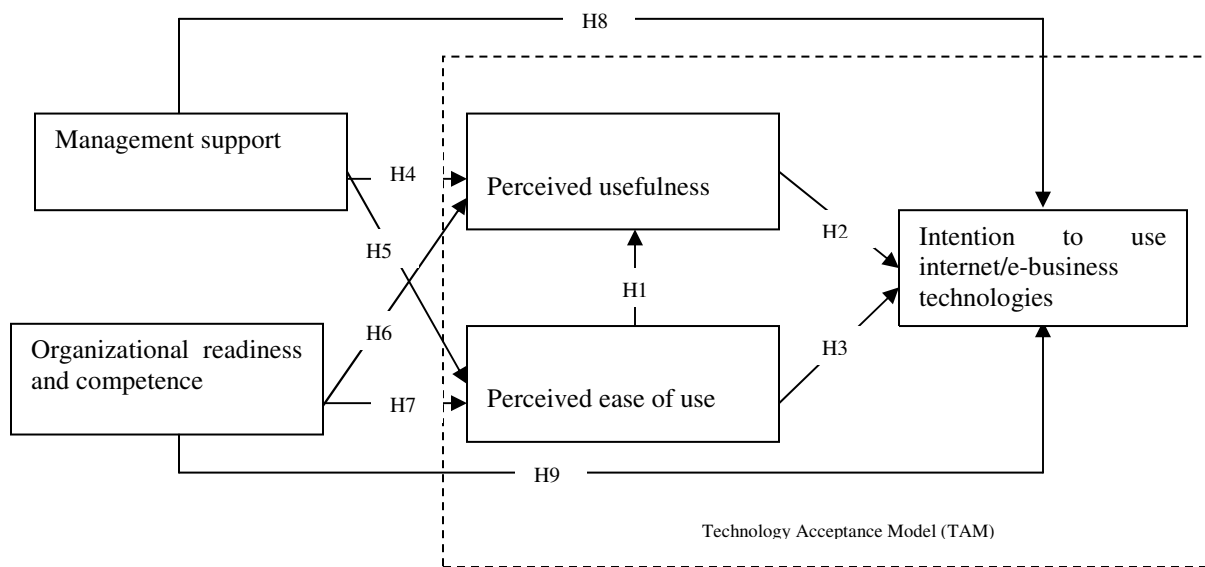 H8
Management support
H4
Perceived usefulness
H2
Intention to use
internet/e-business
technologies
H5
H1
H6
Organizational readiness
and competence
H3
Perceived ease of use
H7
H9
Technology Acceptance Model (TAM)